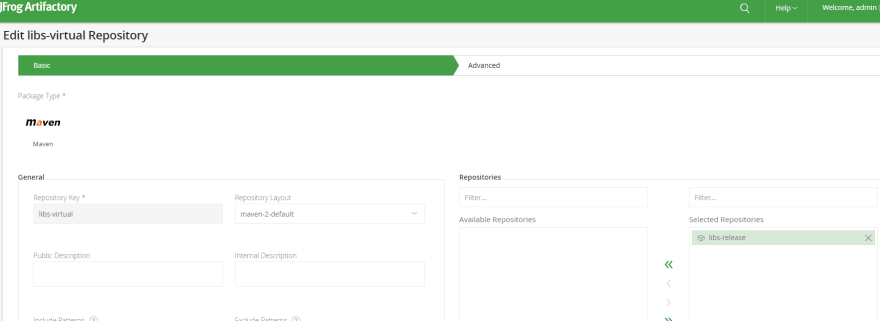 JFrog Artifactory
Help
Welcome, admin
Edit libs-virtual Repository
Basic
Advanced
Package Type *
maven
Maven
General
Repository Key *
Repository Layout
libs-virtual
maven-2-default
Public Description
Internal Description
Include Patterns ?
Exclude Patterns ?
Repositories
Filter...
Filter...
Available Repositories
Selected Repositories
libs-release